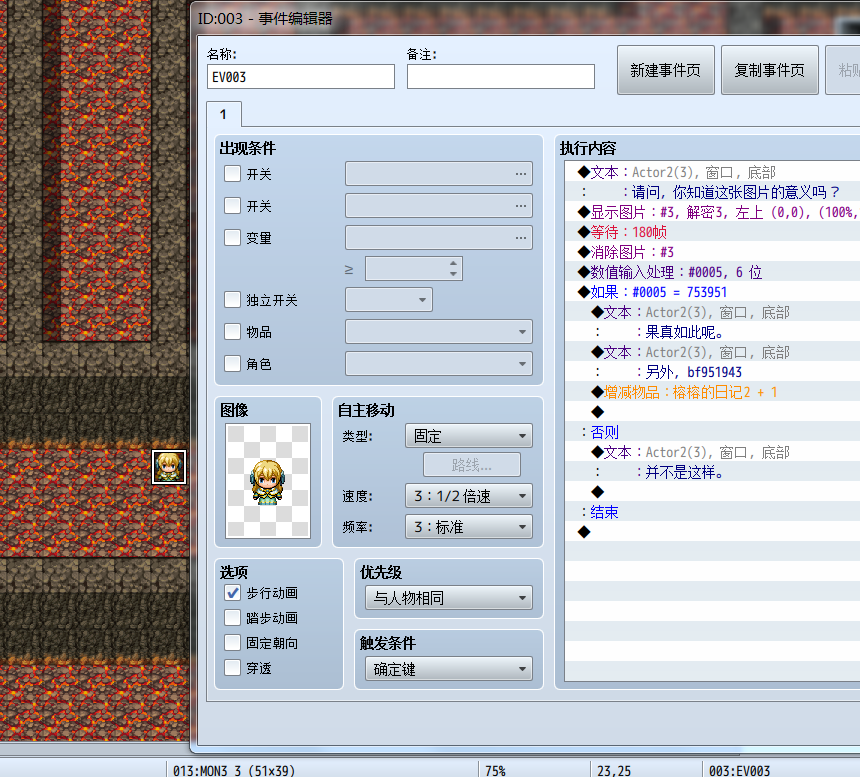 ID:003 - 事件编辑器
名称:
备注:
EV003
新建事件页
复制事件页
粘贴
1
出现条件
开关
...
开关
...
变量
...
≥
独立开关
物品
角色
图像
自主移动
类型:
固定
路线...
速度:
3：1/2 倍速
频率:
3：标准
选项
步行动画
踏步动画
固定朝向
穿透
优先级
与人物相同
触发条件
确定键
执行内容
◆文本：Actor2(3), 窗口, 底部
：　　：请问，你知道这张图片的意义吗？
◆显示图片：#3, 解密3, 左上 (0,0), (100%,
◆等待：180帧
◆消除图片：#3
◆数值输入处理：#0005, 6 位
◆如果：#0005 = 753951
◆文本：Actor2(3), 窗口, 底部
：　　：果真如此呢。
◆文本：Actor2(3), 窗口, 底部
：　　：另外，bf951943
◆增减物品：榕榕的日记2 + 1
◆
：否则
◆文本：Actor2(3), 窗口, 底部
：　　：并不是这样。
◆
：结束
◆
013:MON3_3 (51x39)
75%
23,25
003:EV003